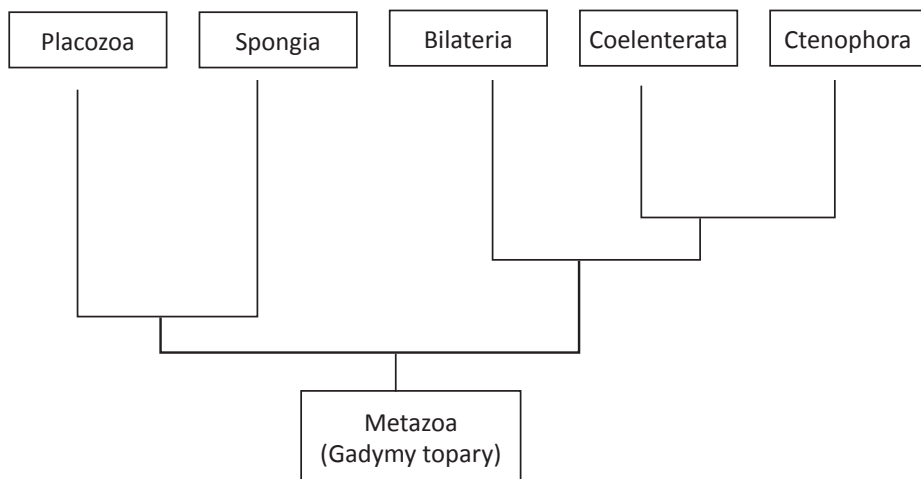 Placozoa
Spongia
Bilateria
Coelenterata
Ctenophora
Metazoa
(Gadymy topary)